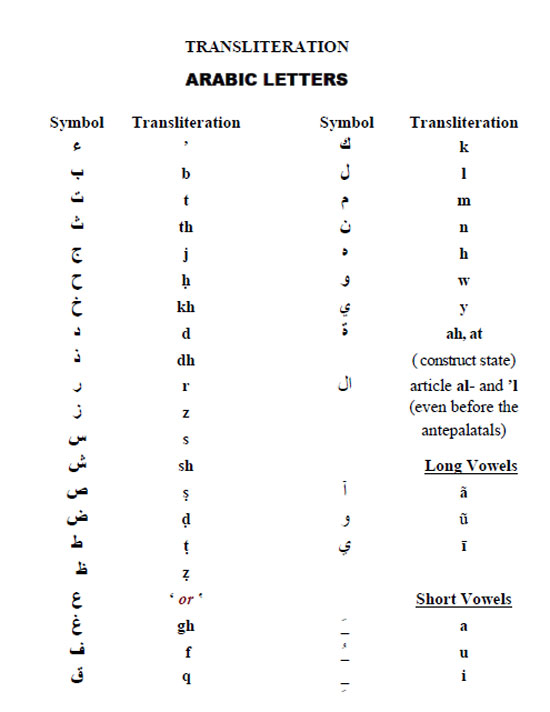 TRANSLITERATION
ARABIC LETTERS
Symbol Transliteration Symbol Transliteration
ء ’ ك k
ب b ل l
ت t م m
ث th ن n
ج j ه h
ح ḥ و w
خ kh ي y
د d ة ah, at
ذ dh ( construct state)
ر r ال article al- and ’l
ز z (even before the
س s antepalatals)
ش sh Long Vowels
ص ṣ آ ã
ض ḍ و ũ
ط ṭ ي ī
ظ ẓ
ع ‘ or ʿ Short Vowels
غ gh _َ a
ف f _ُ u
ق q _ِ i